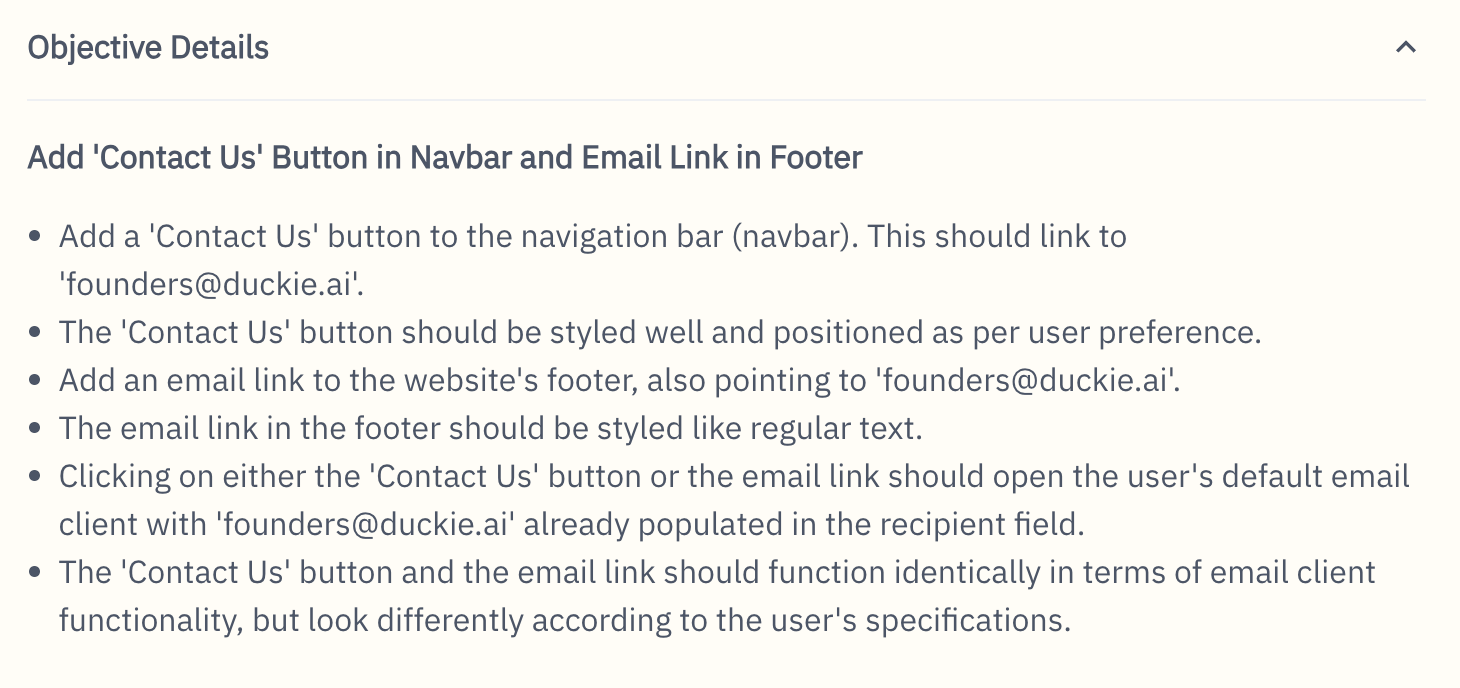 Objective Details
Add 'Contact Us' Button in Navbar and Email Link in Footer
• Add a 'Contact Us' button to the navigation bar (navbar). This should link to
'founders@duckie.ai'.
• The 'Contact Us' button should be styled well and positioned as per user preference.
• Add an email link to the website's footer, also pointing to 'founders@duckie.ai'.
• The email link in the footer should be styled like regular text.
• Clicking on either the 'Contact Us' button or the email link should open the user's default email
client with 'founders@duckie.ai' already populated in the recipient field.
• The 'Contact Us' button and the email link should function identically in terms of email client
functionality, but look differently according to the user's specifications.